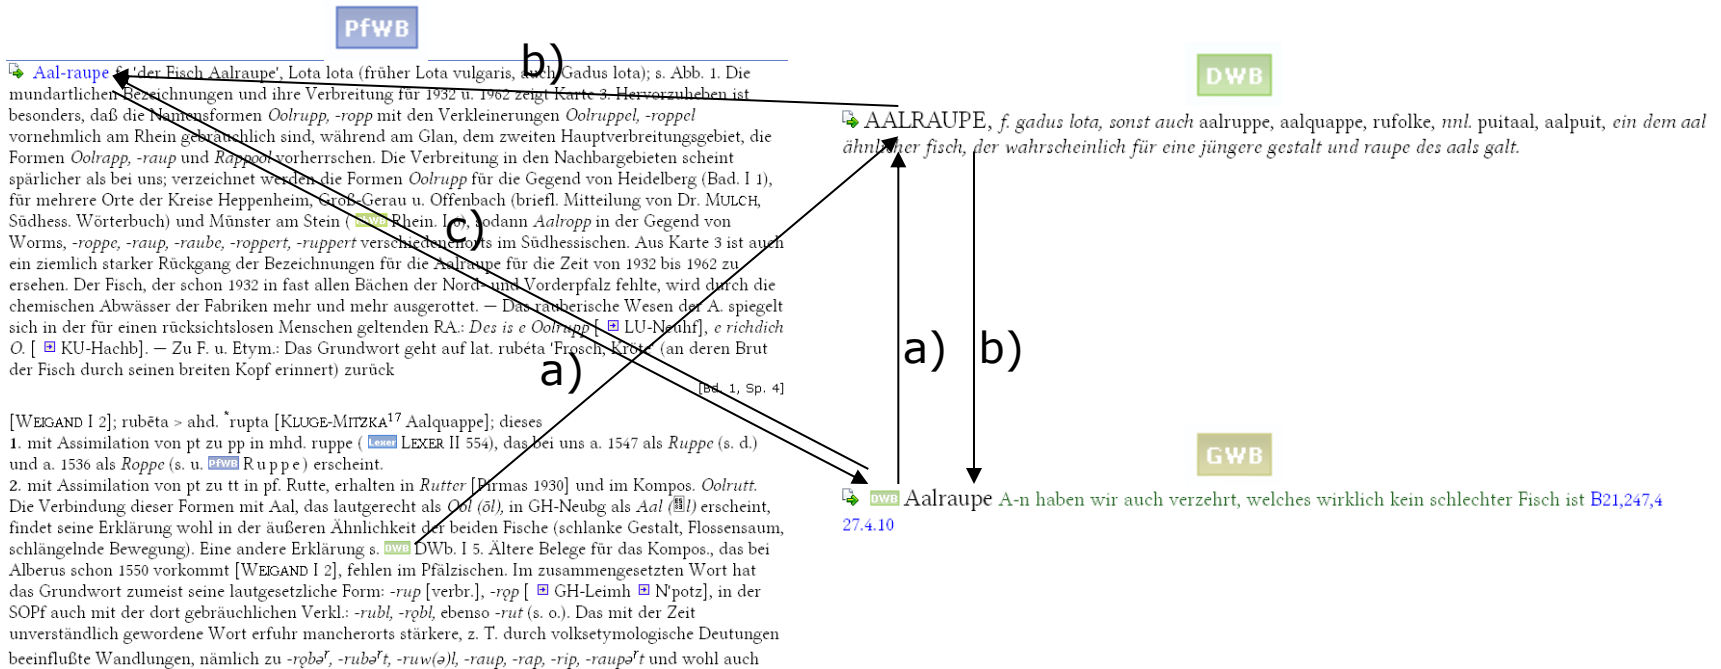 PfWB
Aal-raupe f. 'der Fisch Aalraupe', Lota lota (früher Lota vulgaris, auch Gadus lota); s. Abb. 1. Die
mundartlichen Bezeichnungen und ihre Verbreitung für 1932 u. 1962 zeigt Karte 3. Hervorzuheben ist
besonders, daß die Namensformen Oolrupp, -ropp mit den Verkleinerungen Oolruppel, -roppel
vornehmlich am Rhein gebräuchlich sind, während am Glan, dem zweiten Hauptverbreitungsgebiet, die
Formen Oolrapp, -raup und Rappool vorherrschen. Die Verbreitung in den Nachbargebieten scheint
spärlicher als bei uns; verzeichnet werden die Formen Oolrupp für die Gegend von Heidelberg (Bad. I 1),
für mehrere Orte der Kreise Heppenheim, Groß-Gerau u. Offenbach (briefl. Mitteilung von Dr. MULCH,
Südhess. Wörterbuch) und Münster am Stein ( Rhein. I 6), sodann Aalropp in der Gegend von
Worms, -roppe, -raup, -raube, -roppert, -ruppert verschiedenenorts im Südhessischen. Aus Karte 3 ist auch
ein ziemlich starker Rückgang der Bezeichnungen für die Aalraupe für die Zeit von 1932 bis 1962 zu
ersehen. Der Fisch, der schon 1932 in fast allen Bächen der Nord- und Vorderpfalz fehlte, wird durch die
chemischen Abwässer der Fabriken mehr und mehr ausgerottet. — Das räuberische Wesen der A. spiegelt
sich in der für einen rücksichtslosen Menschen geltenden RA.: Des is e Oolrupp [ LU-Neuhf], e richdich
O. [ KU-Hachb]. — Zu F. u. Etym.: Das Grundwort geht auf lat. rubéta 'Frosch, Kröte' (an deren Brut
der Fisch durch seinen breiten Kopf erinnert) zurück
[Bd. 1, Sp. 4]
[WEIGAND I 2]; rubēta > ahd. *rupta [KLUGE-MITZKA17 Aalquappe]; dieses
1. mit Assimilation von pt zu pp in mhd. ruppe ( Lexer LEXER II 554), das bei uns a. 1547 als Ruppe (s. d.)
und a. 1536 als Roppe (s. u. PfWB Ruppe) erscheint.
2. mit Assimilation von pt zu tt in pf. Rutte, erhalten in Rutter [Pirmas 1930] und im Kompos. Oolrutt.
Die Verbindung dieser Formen mit Aal, das lautgerecht als Ool (ōl), in GH-Neubg als Aal (l) erscheint,
findet seine Erklärung wohl in der äußeren Ähnlichkeit der beiden Fische (schlanke Gestalt, Flossensaum,
schlängelnde Bewegung). Eine andere Erklärung s. DWB DWb. I 5. Ältere Belege für das Kompos., das bei
Alberus schon 1550 vorkommt [WEIGAND I 2], fehlen im Pfälzischen. Im zusammengesetzten Wort hat
das Grundwort zumeist seine lautgesetzliche Form: -rup [verbr.], -rǫp [ GH-Leimh N'potz], in der
SOPf auch mit der dort gebräuchlichen Verkl.: -rubl, -rǫbl, ebenso -rut (s. o.). Das mit der Zeit
unverständlich gewordene Wort erfuhr mancherorts stärkere, z. T. durch volksetymologische Deutungen
beeinflußte Wandlungen, nämlich zu -rǫbər, -rubərt, -ruw(ə)l, -raup, -rap, -rip, -raupərt und wohl auch
b)
c)
a)
DWB
AALRAUPE, f. gadus lota, sonst auch aalruppe, aalquappe, rufolke, nnl. puitaal, aalpuit, ein dem aal
ähnlicher fisch, der wahrscheinlich für eine jüngere gestalt und raupe des aals galt.
a) b)
GWB
DWB Aalraupe A-n haben wir auch verzehrt, welches wirklich kein schlechter Fisch ist B21,247,4
27.4.10